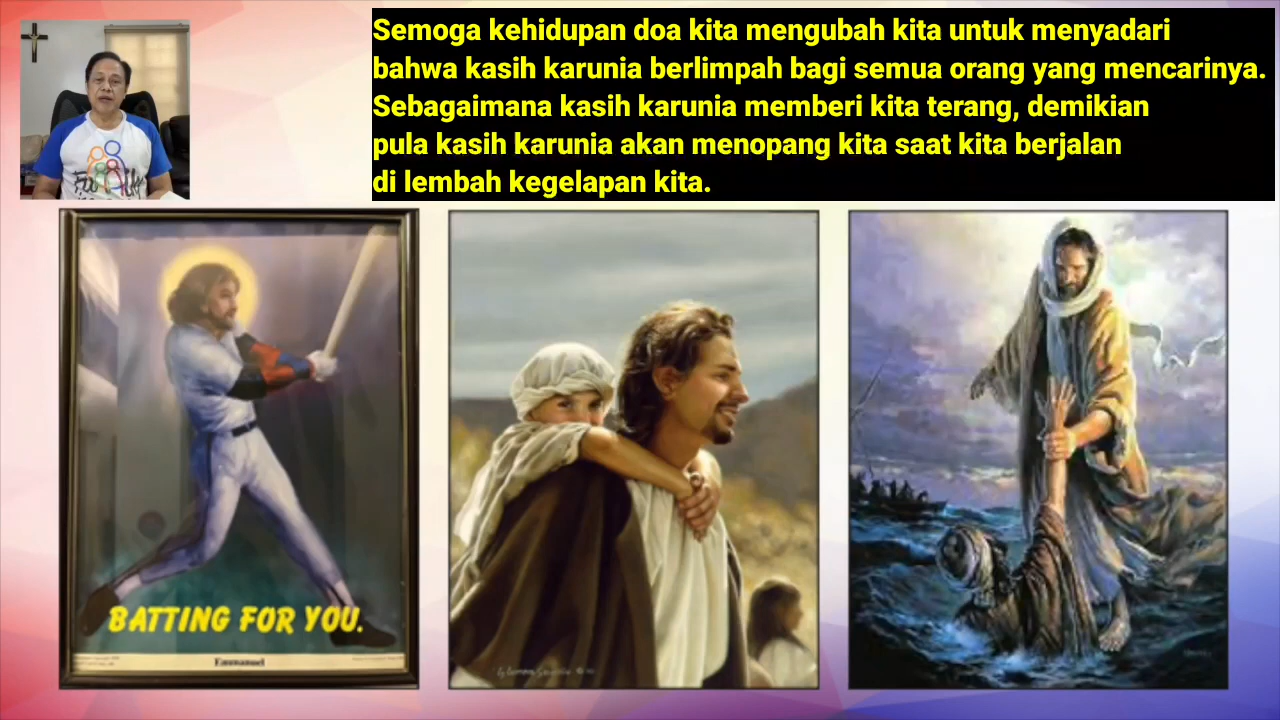 Semoga kehidupan doa kita mengubah kita untuk menyadari
bahwa kasih karunia berlimpah bagi semua orang yang mencarinya.
Sebagaimana kasih karunia memberi kita terang, demikian
pula kasih karunia akan menopang kita saat kita berjalan
di lembah kegelapan kita.
BATTING FOR YOU.
Emmanuel